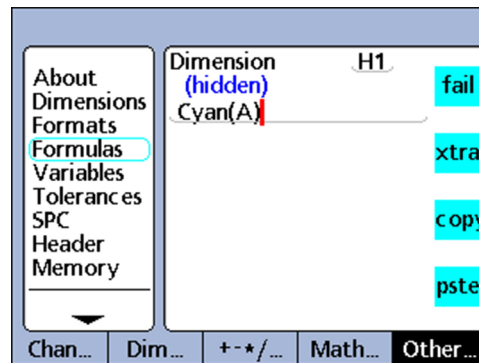 About
Dimensions
Formats
Formulas
Variables
Tolerances
SPC
Header
Memory
Dimension H1
(hidden)
Cyan(A)
fail
xtra
copy
pste
Chan... Dim... +-*/... Math... Other...